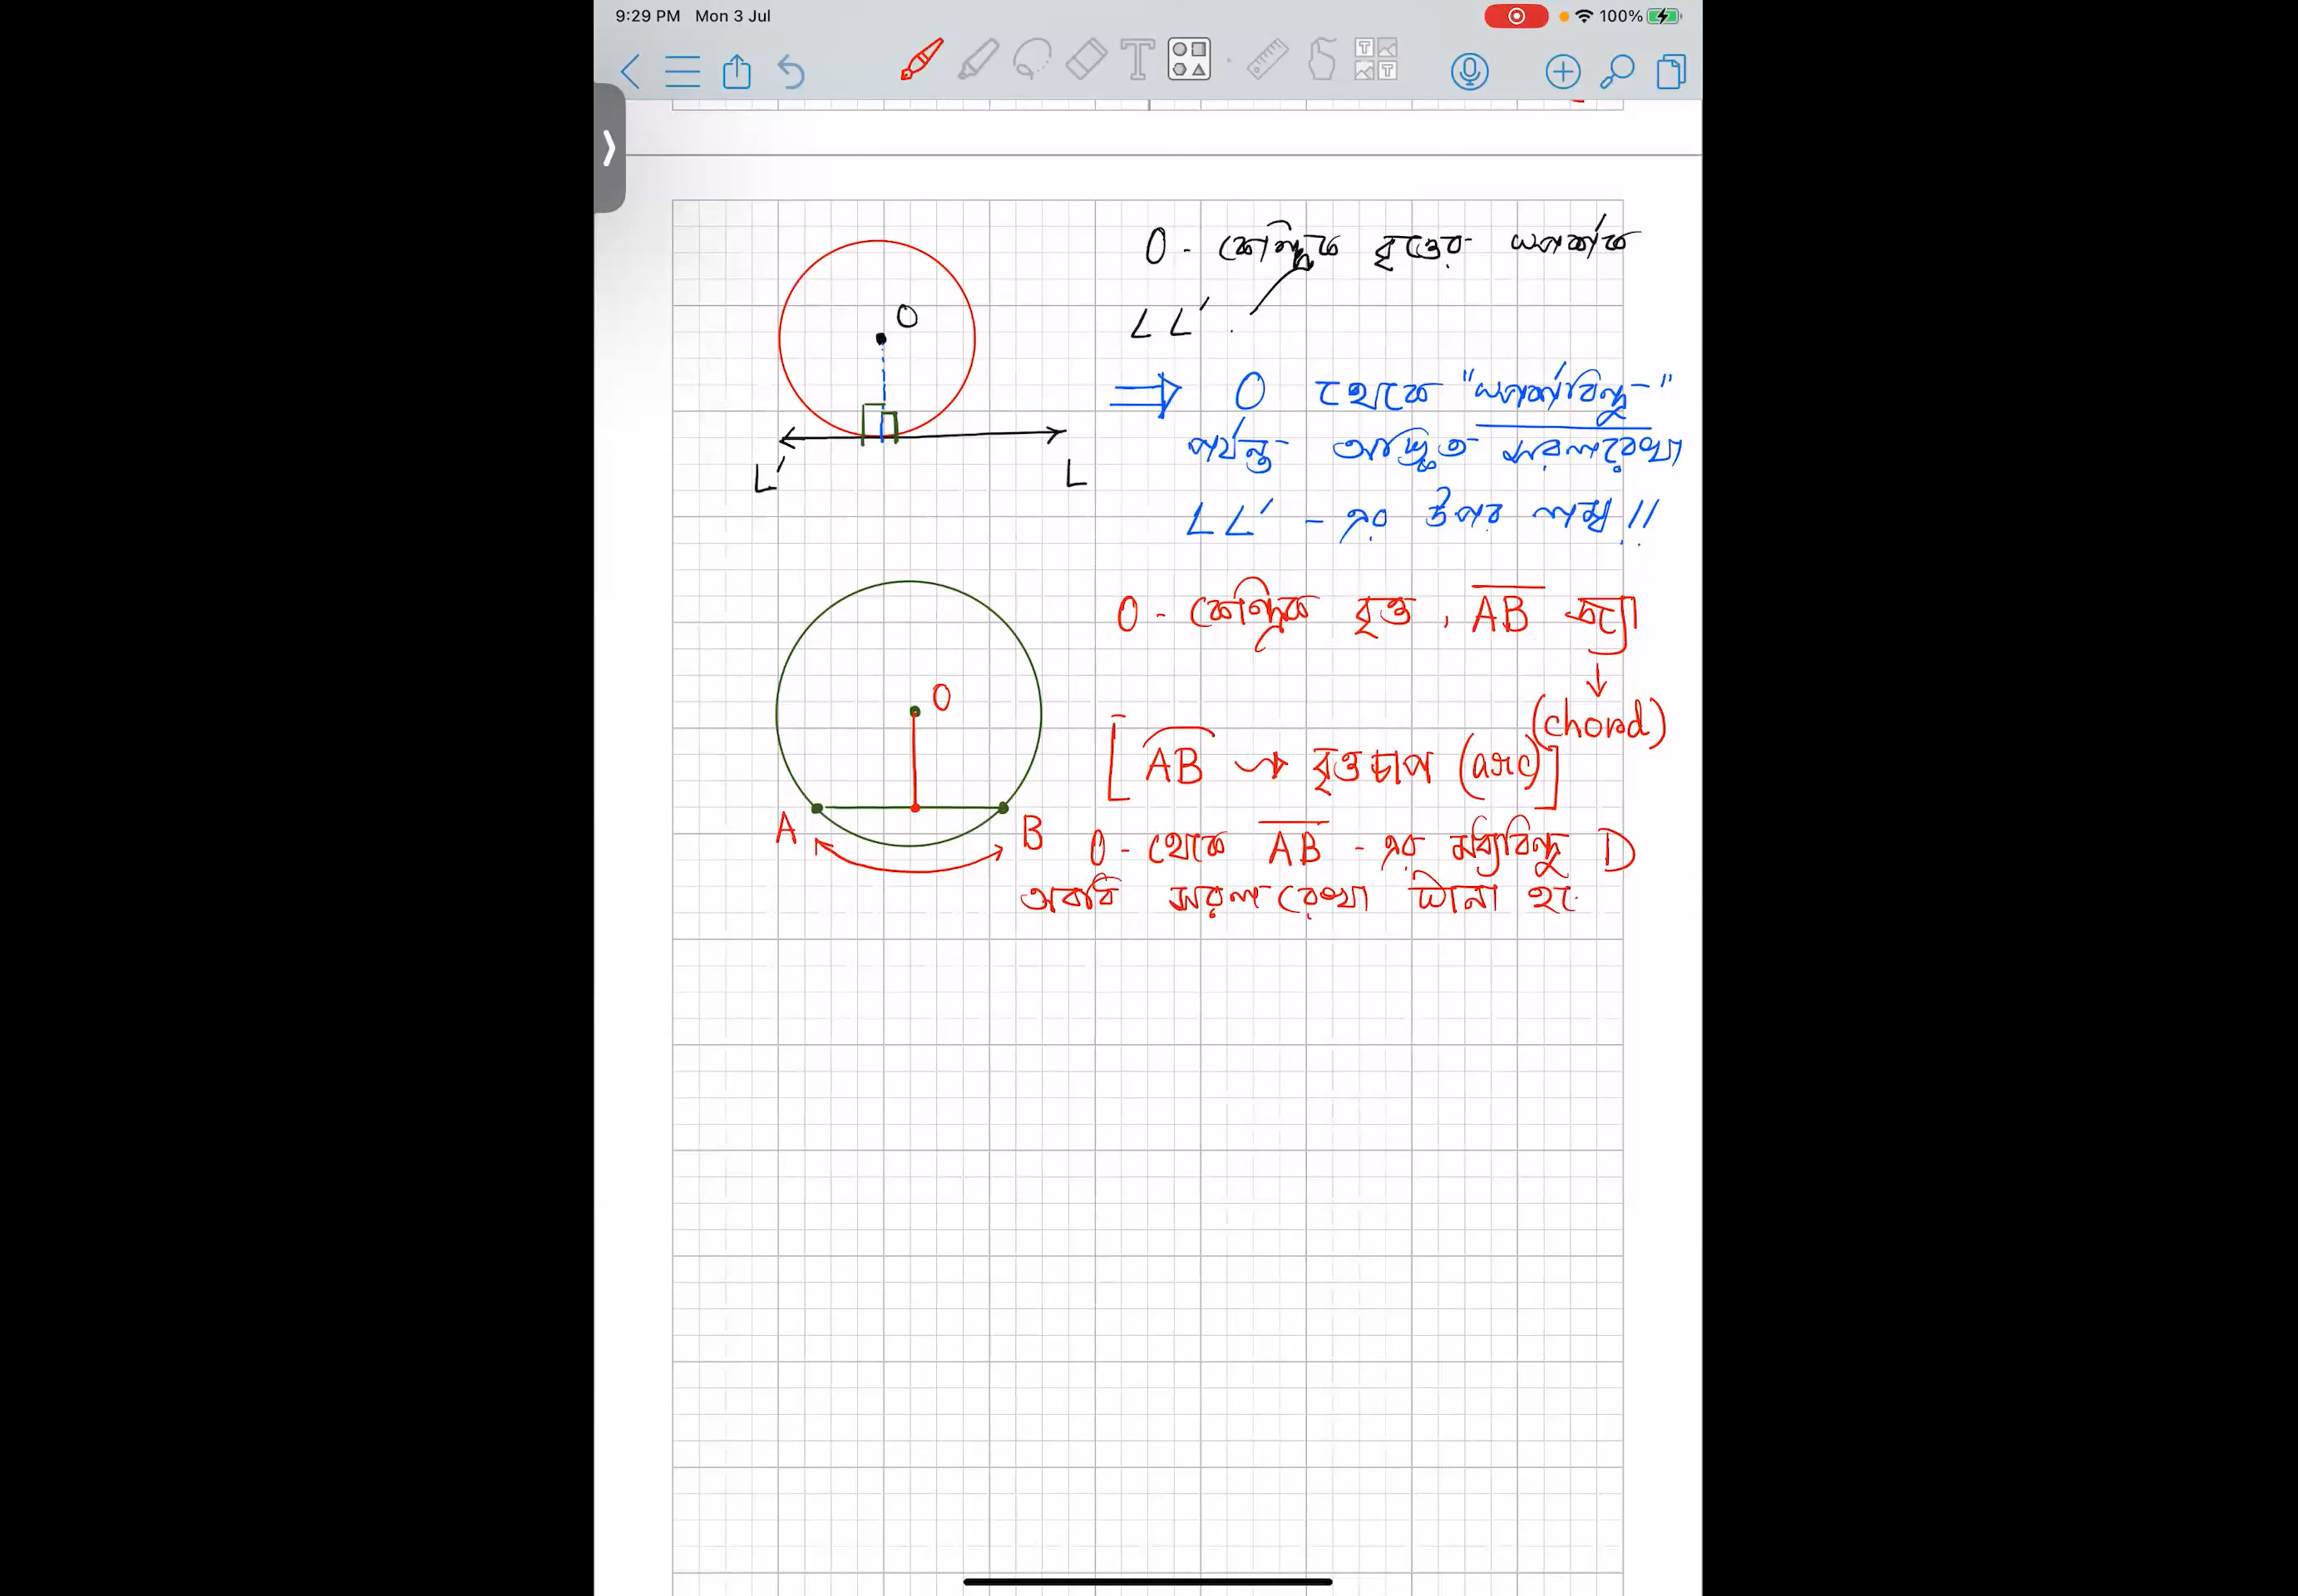 9:29 PM Mon 3 Jul
100%
O - কেন্দ্রিক বৃত্তের স্পর্শক
LL'.
O
⇒ O থেকে "স্পর্শবিন্দু"
পর্যন্ত অঙ্কিত সরলরেখা
L' L
LL' - এর উপর লম্ব !!
O - কেন্দ্রিক বৃত্ত , AB জ্যা
↓
O
(chord)
[AB → বৃত্তচাপ (arc)]
A B
O - থেকে AB - এর মধ্যবিন্দু D
অবধি সরলরেখা টানা হ